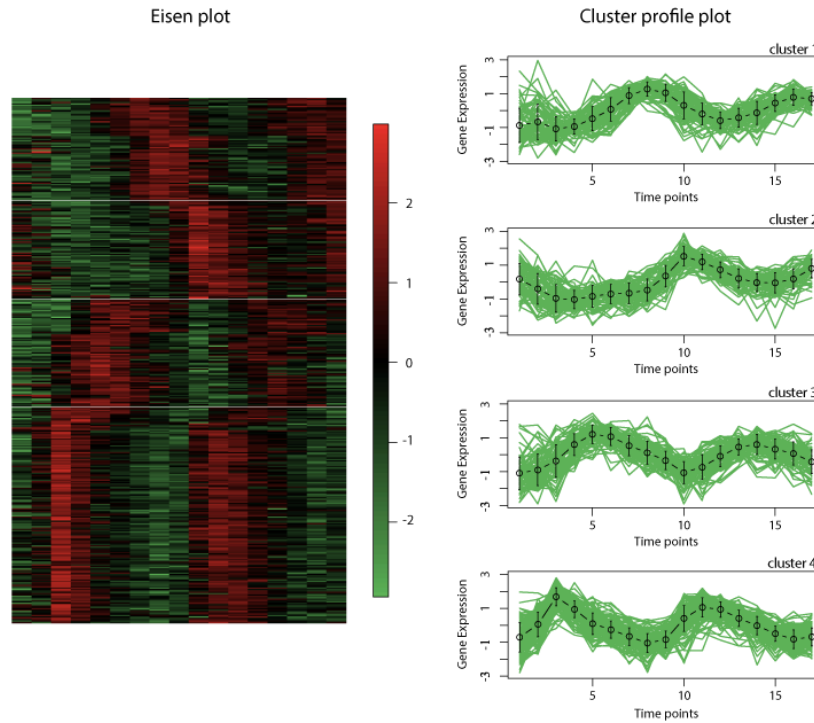 Eisen plot
2
1
0
-1
-2
Cluster profile plot
cluster 1
Gene Expression
3
1
-1
-3
5
10
15
Time points
cluster 2
Gene Expression
3
1
-1
-3
5
10
15
Time points
cluster 3
Gene Expression
3
1
-1
-3
5
10
15
Time points
cluster 4
Gene Expression
3
1
-1
-3
5
10
15
Time points